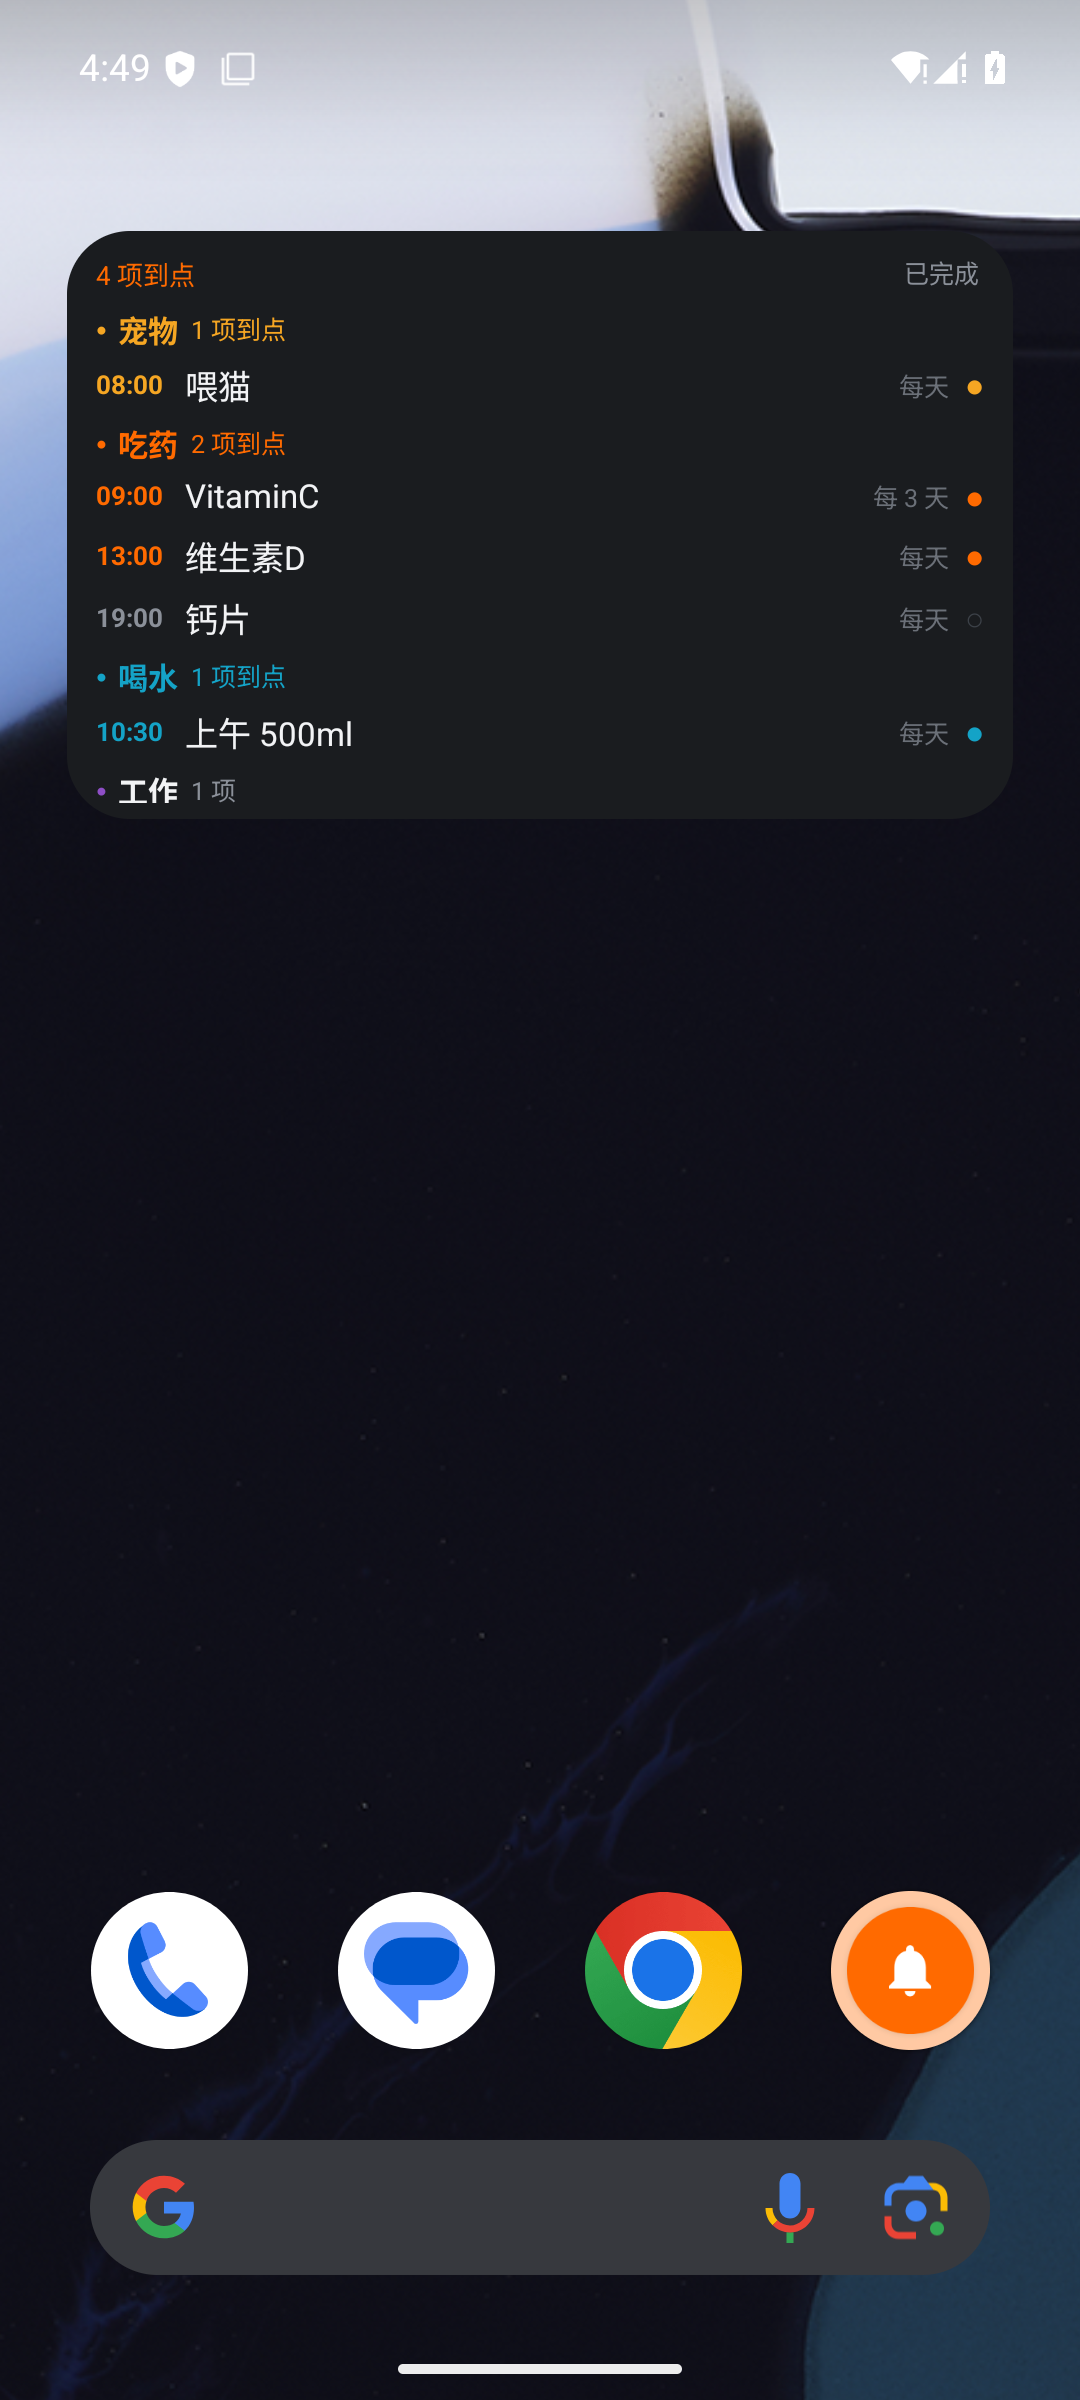 4:49
4 项到点 已完成
• 宠物 1 项到点
08:00 喂猫 每天
• 吃药 2 项到点
09:00 VitaminC 每 3 天
13:00 维生素D 每天
19:00 钙片 每天
• 喝水 1 项到点
10:30 上午 500ml 每天
• 工作 1 项